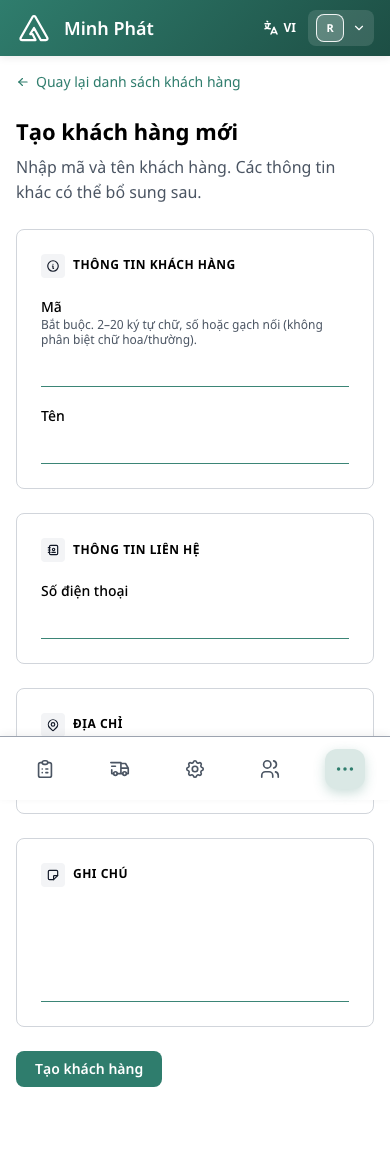 Minh Phát
VI
R
Quay lại danh sách khách hàng
Tạo khách hàng mới
Nhập mã và tên khách hàng. Các thông tin
khác có thể bổ sung sau.
THÔNG TIN KHÁCH HÀNG
Mã
Bắt buộc. 2–20 ký tự chữ, số hoặc gạch nối (không
phân biệt chữ hoa/thường).
Tên
THÔNG TIN LIÊN HỆ
Số điện thoại
ĐỊA CHỈ
GHI CHÚ
Tạo khách hàng